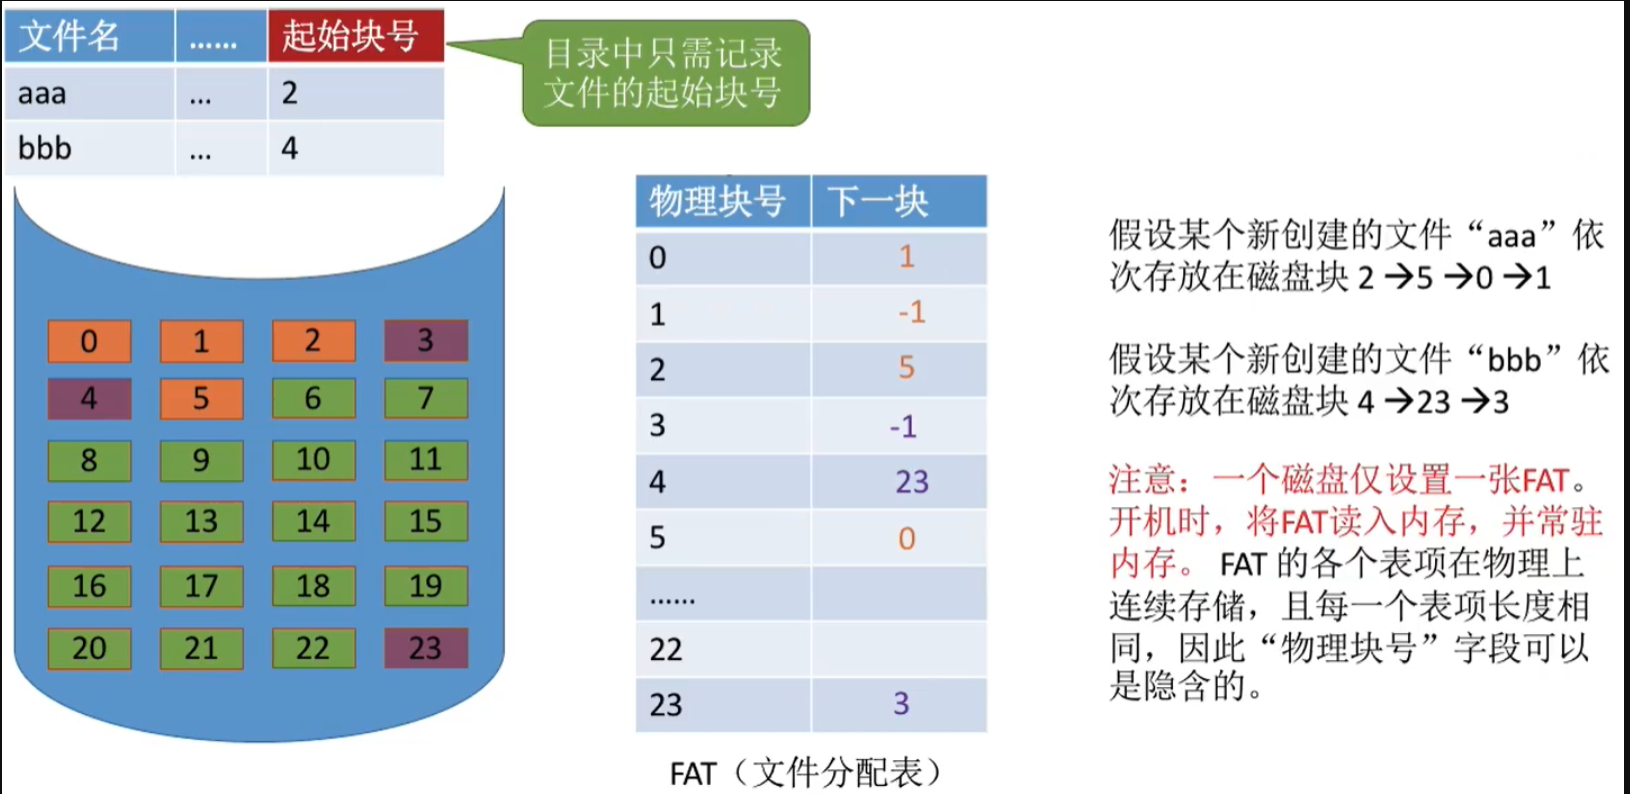 文件名 …… 起始块号
aaa ... 2
bbb ... 4
目录中只需记录
文件的起始块号
0 1 2 3
4 5 6 7
8 9 10 11
12 13 14 15
16 17 18 19
20 21 22 23
物理块号 下一块
0 1
1 -1
2 5
3 -1
4 23
5 0
……
22
23 3
FAT（文件分配表）
假设某个新创建的文件“aaa”依
次存放在磁盘块 2 →5 →0 →1
假设某个新创建的文件“bbb”依
次存放在磁盘块 4 →23 →3
注意：一个磁盘仅设置一张FAT。
开机时，将FAT读入内存，并常驻
内存。 FAT 的各个表项在物理上
连续存储，且每一个表项长度相
同，因此“物理块号”字段可以
是隐含的。